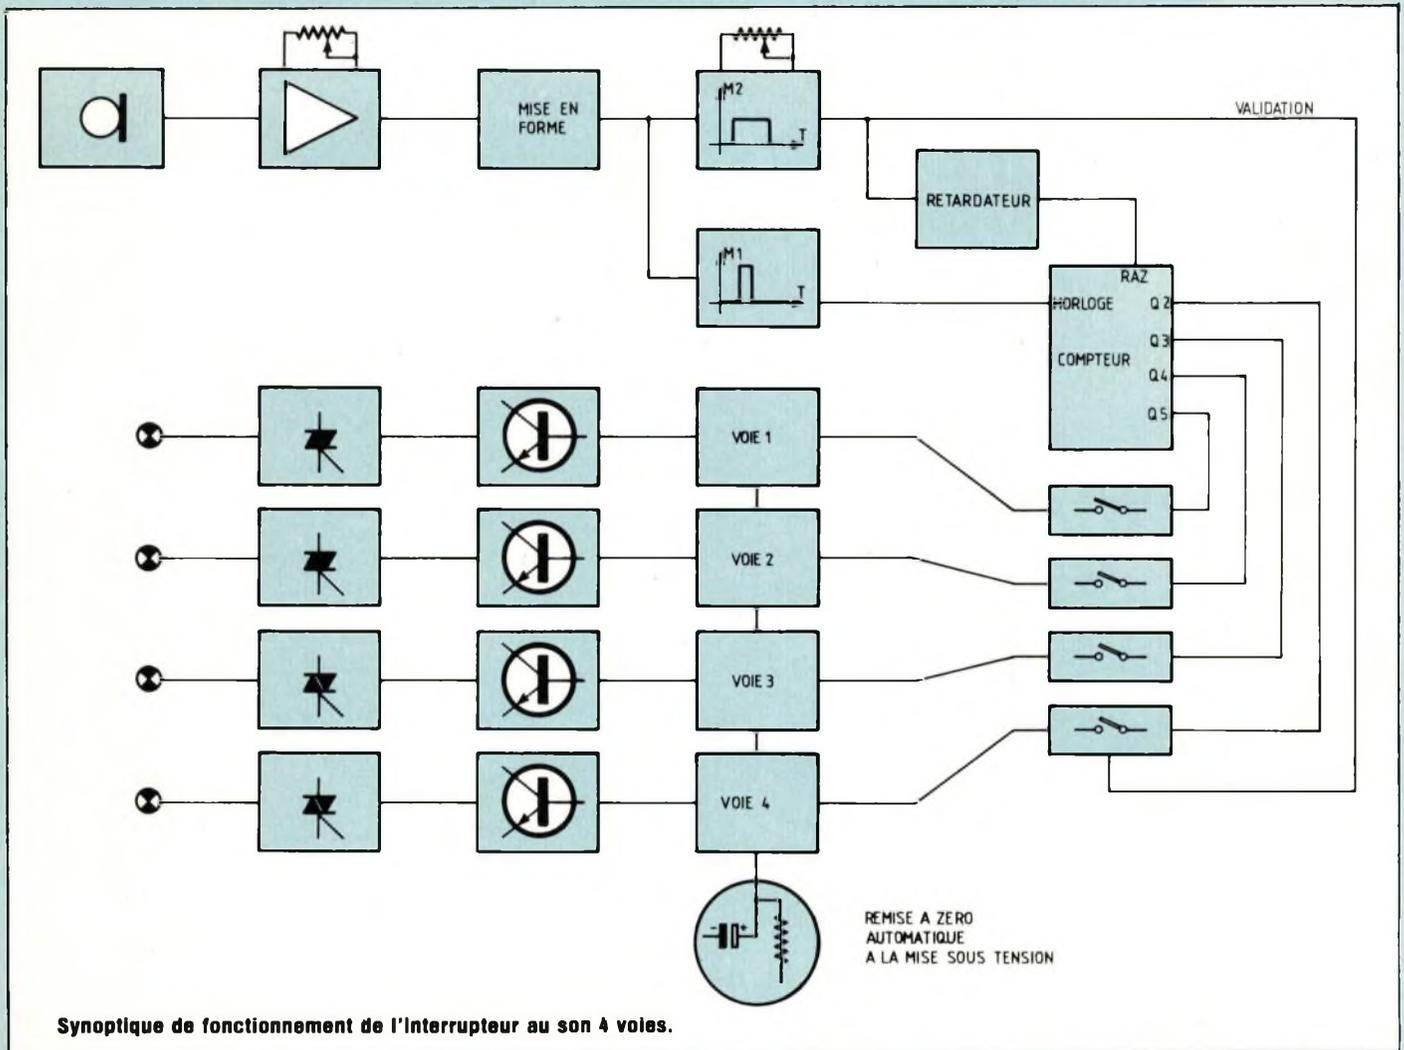 MISE EN
FORME
M2
T
VALIDATION
RETARDATEUR
M1
T
RAZ
HORLOGE
Q2
Q3
COMPTEUR
Q4
Q5
VOIE 1
VOIE 2
VOIE 3
VOIE 4
- +
REMISE A ZERO
AUTOMATIQUE
A LA MISE SOUS TENSION
Synoptique de fonctionnement de l'interrupteur au son 4 voies.